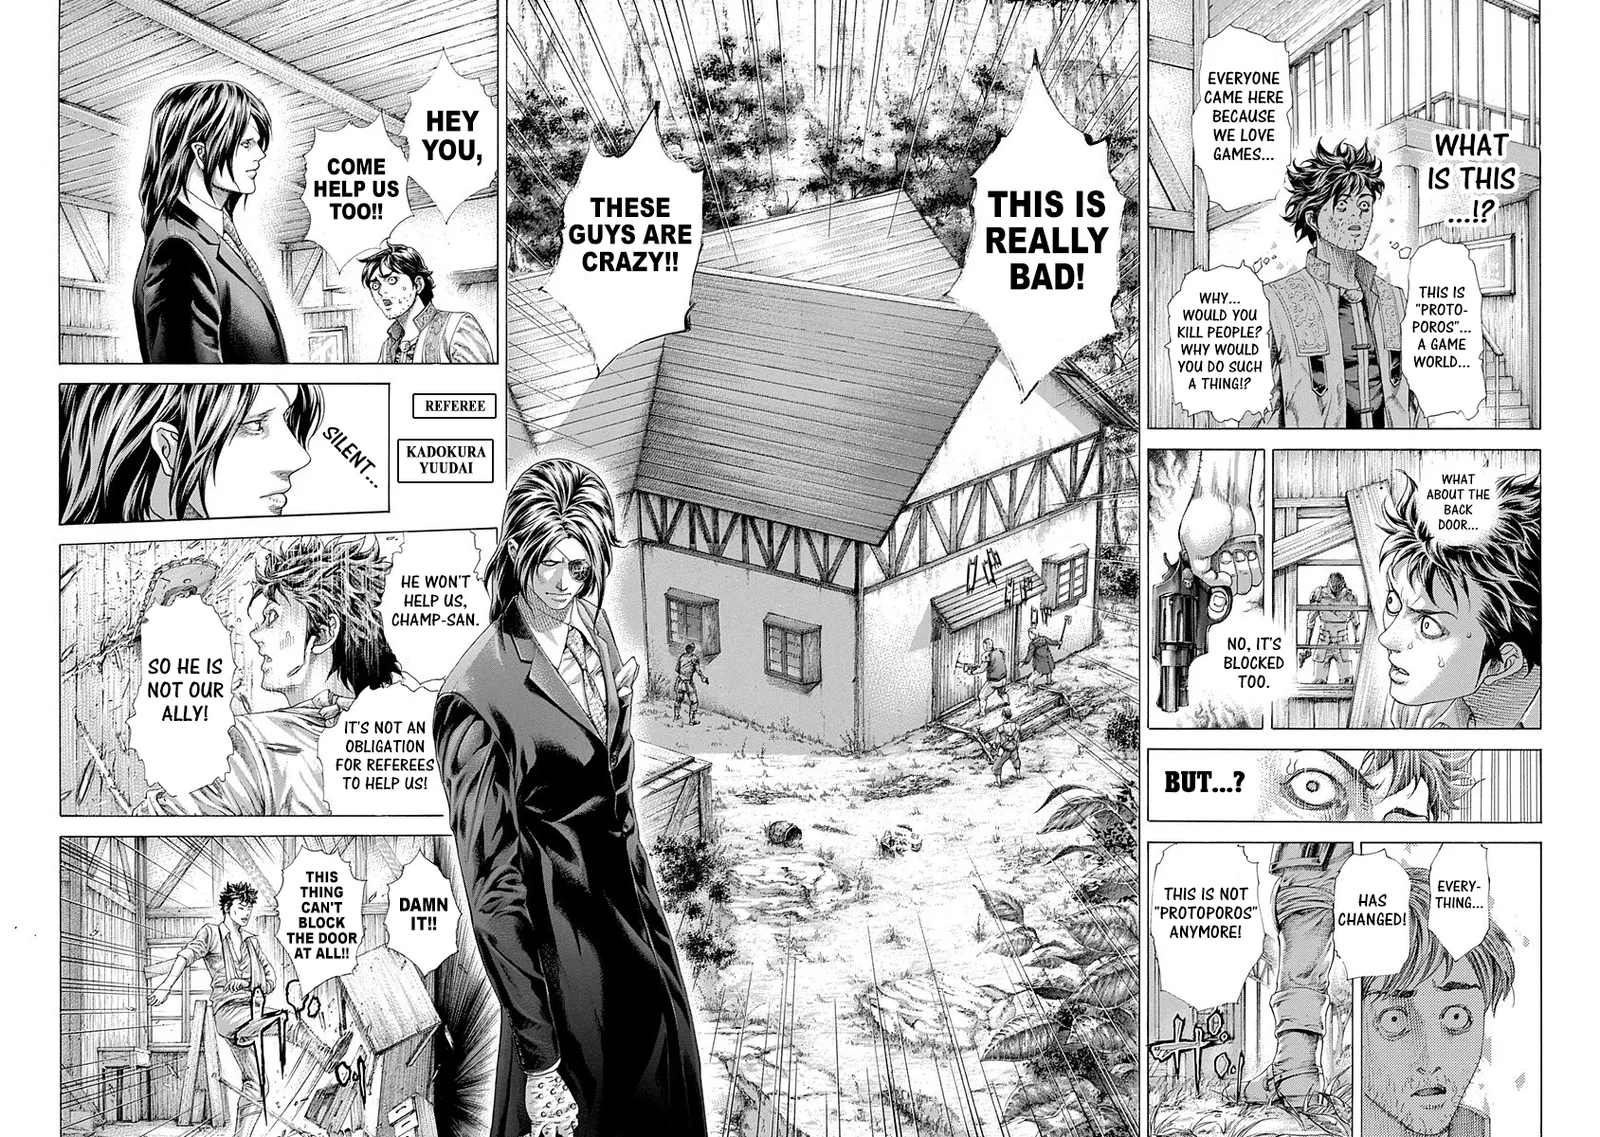 WHAT
IS THIS
...!?
EVERYONE
CAME HERE
BECAUSE
WE LOVE
GAMES...
THIS IS
"PROTO-
POROS"...
A GAME
WORLD...
WHY...
WOULD YOU
KILL PEOPLE?
WHY WOULD
YOU DO SUCH
A THING!?
WHAT
ABOUT THE
BACK
DOOR...
NO, IT'S
BLOCKED
TOO.
BUT...?
EVERY-
THING...
HAS
CHANGED!
THIS IS NOT
"PROTOPOROS"
ANYMORE!
THIS IS
REALLY
BAD!
THESE
GUYS ARE
CRAZY!!
HEY
YOU,
COME
HELP US
TOO!!
REFEREE
KADOKURA
YUUDAI
SILENT...
HE WON'T
HELP US,
CHAMP-SAN.
IT'S NOT AN
OBLIGATION
FOR REFEREES
TO HELP US!
SO HE IS
NOT OUR
ALLY!
DAMN
IT!!
THIS
THING
CAN'T
BLOCK
THE DOOR
AT ALL!!